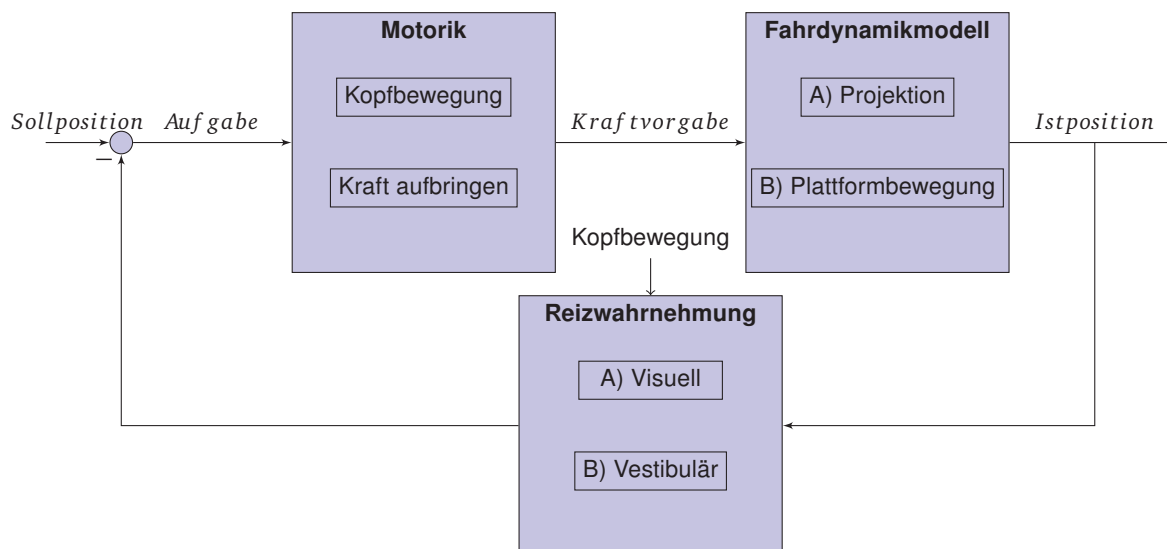 Motorik
Kopfbewegung
Kraft aufbringen
Fahrdynamikmodell
A) Projektion
B) Plattformbewegung
Sollposition
−
Aufgabe
Kraftvorgabe
Istposition
Kopfbewegung
Reizwahrnehmung
A) Visuell
B) Vestibulär